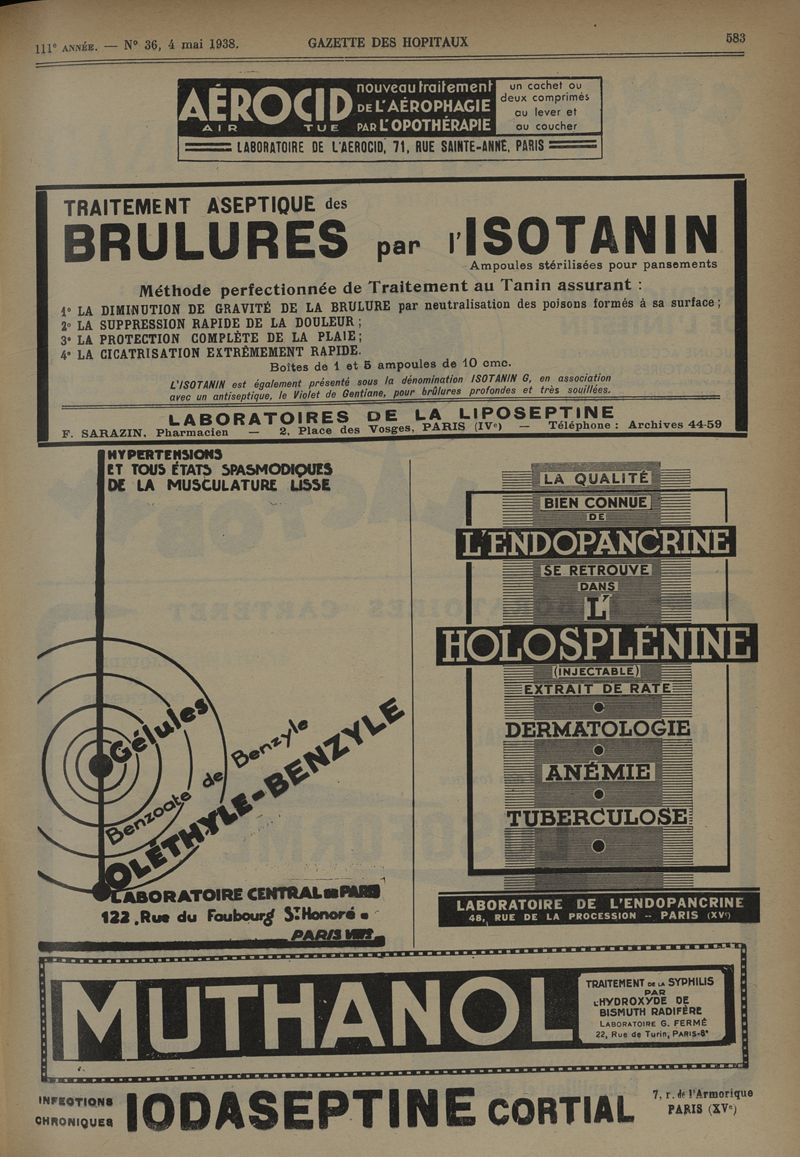 111e ANNÉE. — N° 36, 4 mai 1938.
GAZETTE DES HOPITAUX
583
AÉROCID
AIR TUE
nouveau traitement
DE L'AÉROPHAGIE
PAR L'OPOTHÉRAPIE
un cachet ou
deux comprimés
au lever et
au coucher
LABORATOIRE DE L'AEROCID, 71, RUE SAINTE-ANNE, PARIS
TRAITEMENT ASEPTIQUE des
BRULURES par l'ISOTANIN
Ampoules stérilisées pour pansements
Méthode perfectionnée de Traitement au Tanin assurant :
1° LA DIMINUTION DE GRAVITÉ DE LA BRULURE par neutralisation des poisons formés à sa surface ;
2° LA SUPPRESSION RAPIDE DE LA DOULEUR ;
3° LA PROTECTION COMPLÈTE DE LA PLAIE ;
4° LA CICATRISATION EXTRÊMEMENT RAPIDE.
Boîtes de 1 et 5 ampoules de 10 cmc.
L'ISOTANIN est également présenté sous la dénomination ISOTANIN G, en association
avec un antiseptique, le Violet de Gentiane, pour brûlures profondes et très souillées.
LABORATOIRES DE LA LIPOSEPTINE
F. SARAZIN, Pharmacien — 2, Place des Vosges, PARIS (IVe) — Téléphone : Archives 44-59
HYPERTENSIONS
ET TOUS ÉTATS SPASMODIQUES
DE LA MUSCULATURE LISSE
Gélules
Benzoate de Benzyle
OLÉTHYLE-BENZYLE
LABORATOIRE CENTRAL DE PARIS
122, Rue du Faubourg St Honoré
PARIS VIIIe
LA QUALITÉ
BIEN CONNUE
DE
L'ENDOPANCRINE
SE RETROUVE
DANS
L'
HOLOSPLÉNINE
(INJECTABLE)
EXTRAIT DE RATE
DERMATOLOGIE
ANÉMIE
TUBERCULOSE
LABORATOIRE DE L'ENDOPANCRINE
48, RUE DE LA PROCESSION -- PARIS (XVe)
MUTHANOL
TRAITEMENT DE LA SYPHILIS
PAR
L'HYDROXYDE DE
BISMUTH RADIFÈRE
LABORATOIRE G. FERMÉ
22, Rue de Turin, PARIS-8e
INFECTIONS
CHRONIQUES
IODASEPTINE CORTIAL
7, r. de l'Armorique
PARIS (XVe)